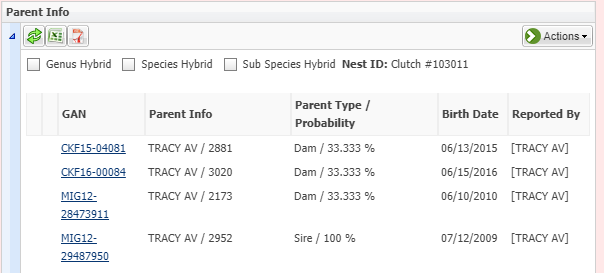 Parent Info
Actions
Genus Hybrid Species Hybrid Sub Species Hybrid Nest ID: Clutch #103011
GAN Parent Info Parent Type / Probability Birth Date Reported By
CKF15-04081 TRACY AV / 2881 Dam / 33.333 % 06/13/2015 [TRACY AV]
CKF16-00084 TRACY AV / 3020 Dam / 33.333 % 06/15/2016 [TRACY AV]
MIG12-28473911 TRACY AV / 2173 Dam / 33.333 % 06/10/2010 [TRACY AV]
MIG12-29487950 TRACY AV / 2952 Sire / 100 % 07/12/2009 [TRACY AV]